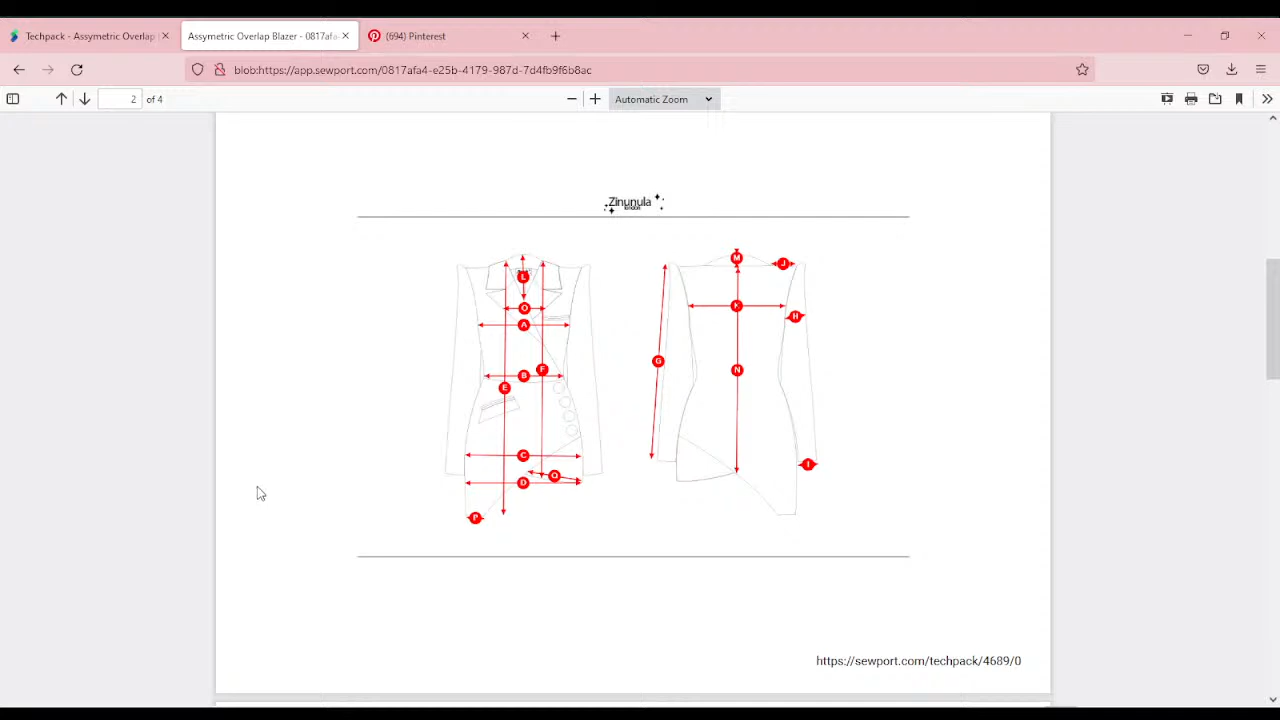 Techpack - Assymetric Overlap
Assymetric Overlap Blazer - 0817afa-
(694) Pinterest
blob:https://app.sewport.com/0817afa4-e25b-4179-987d-7d4fb9f6b8ac
2 of 4
Automatic Zoom
Zinunula
london
L
O
A
F
B
E
C
Q
D
P
M
J
K
H
G
N
I
https://sewport.com/techpack/4689/0